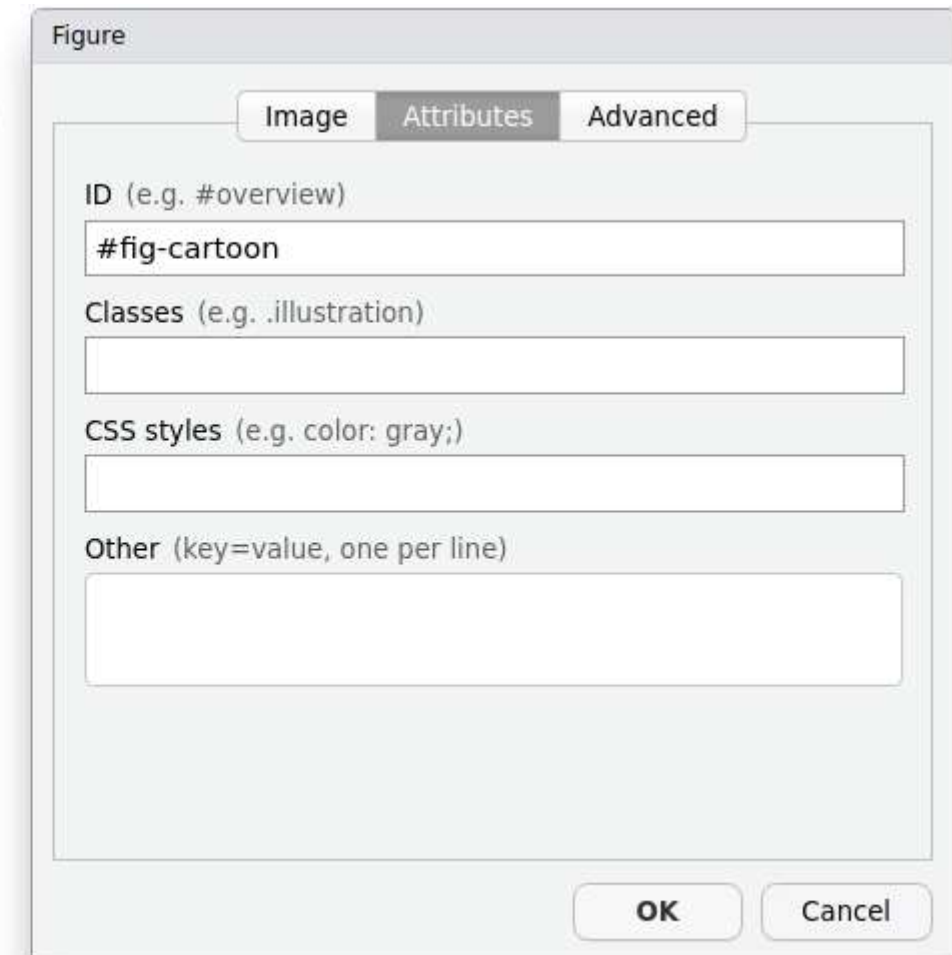 Figure
Image Attributes Advanced
ID (e.g. #overview)
#fig-cartoon
Classes (e.g. .illustration)
CSS styles (e.g. color: gray;)
Other (key=value, one per line)
OK Cancel